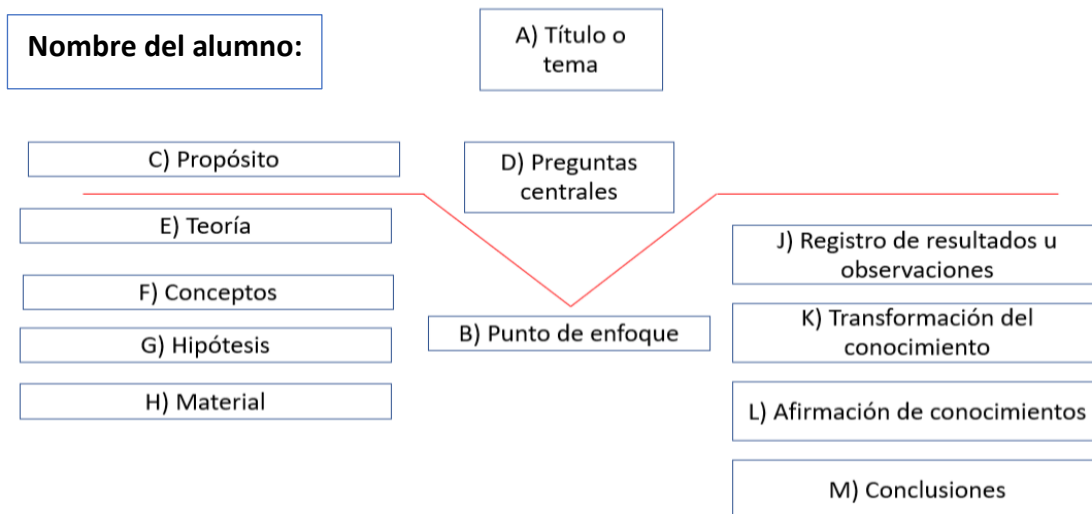 Nombre del alumno:
A) Título o
tema
C) Propósito
D) Preguntas
centrales
E) Teoría
F) Conceptos
G) Hipótesis
H) Material
B) Punto de enfoque
J) Registro de resultados u
observaciones
K) Transformación del
conocimiento
L) Afirmación de conocimientos
M) Conclusiones